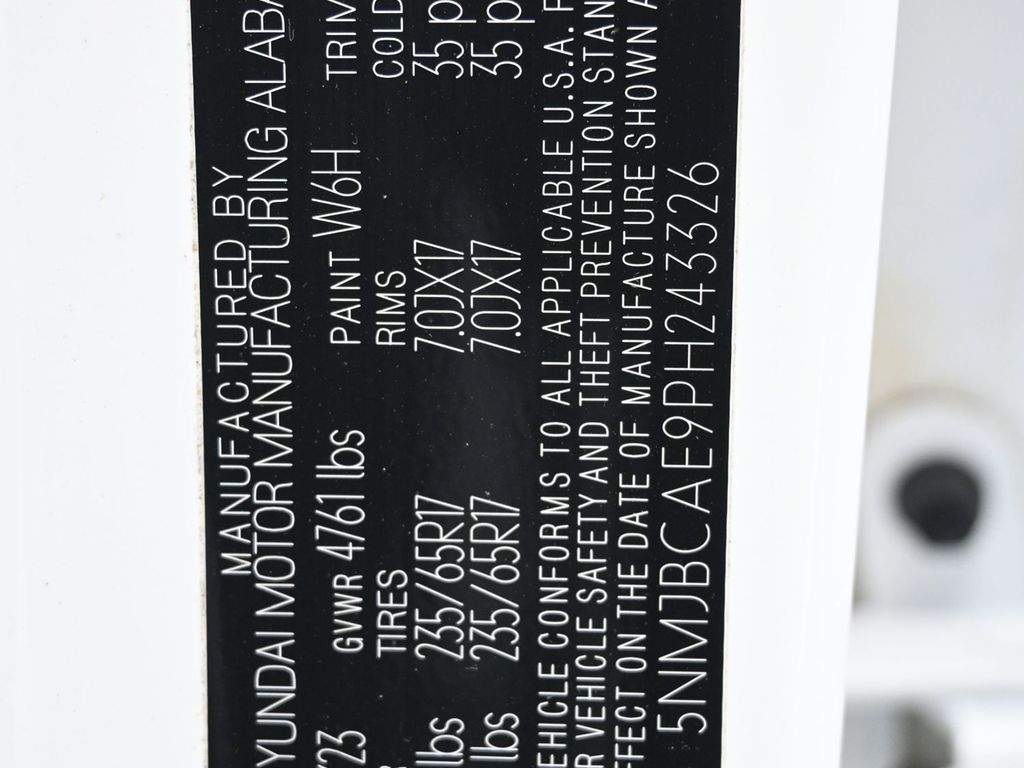 MANUFACTURED BY
YUNDAI MOTOR MANUFACTURING ALABA
/23 GVWR 4761 lbs PAINT W6H TRIM
TIRES RIMS COLD
lbs 235/65R17 7.0JX17 35 p
lbs 235/65R17 7.0JX17 35 p
EHICLE CONFORMS TO ALL APPLICABLE U.S.A. F
R VEHICLE SAFETY AND THEFT PREVENTION STAN
FFECT ON THE DATE OF MANUFACTURE SHOWN A
5NMJBCAE9PH243326